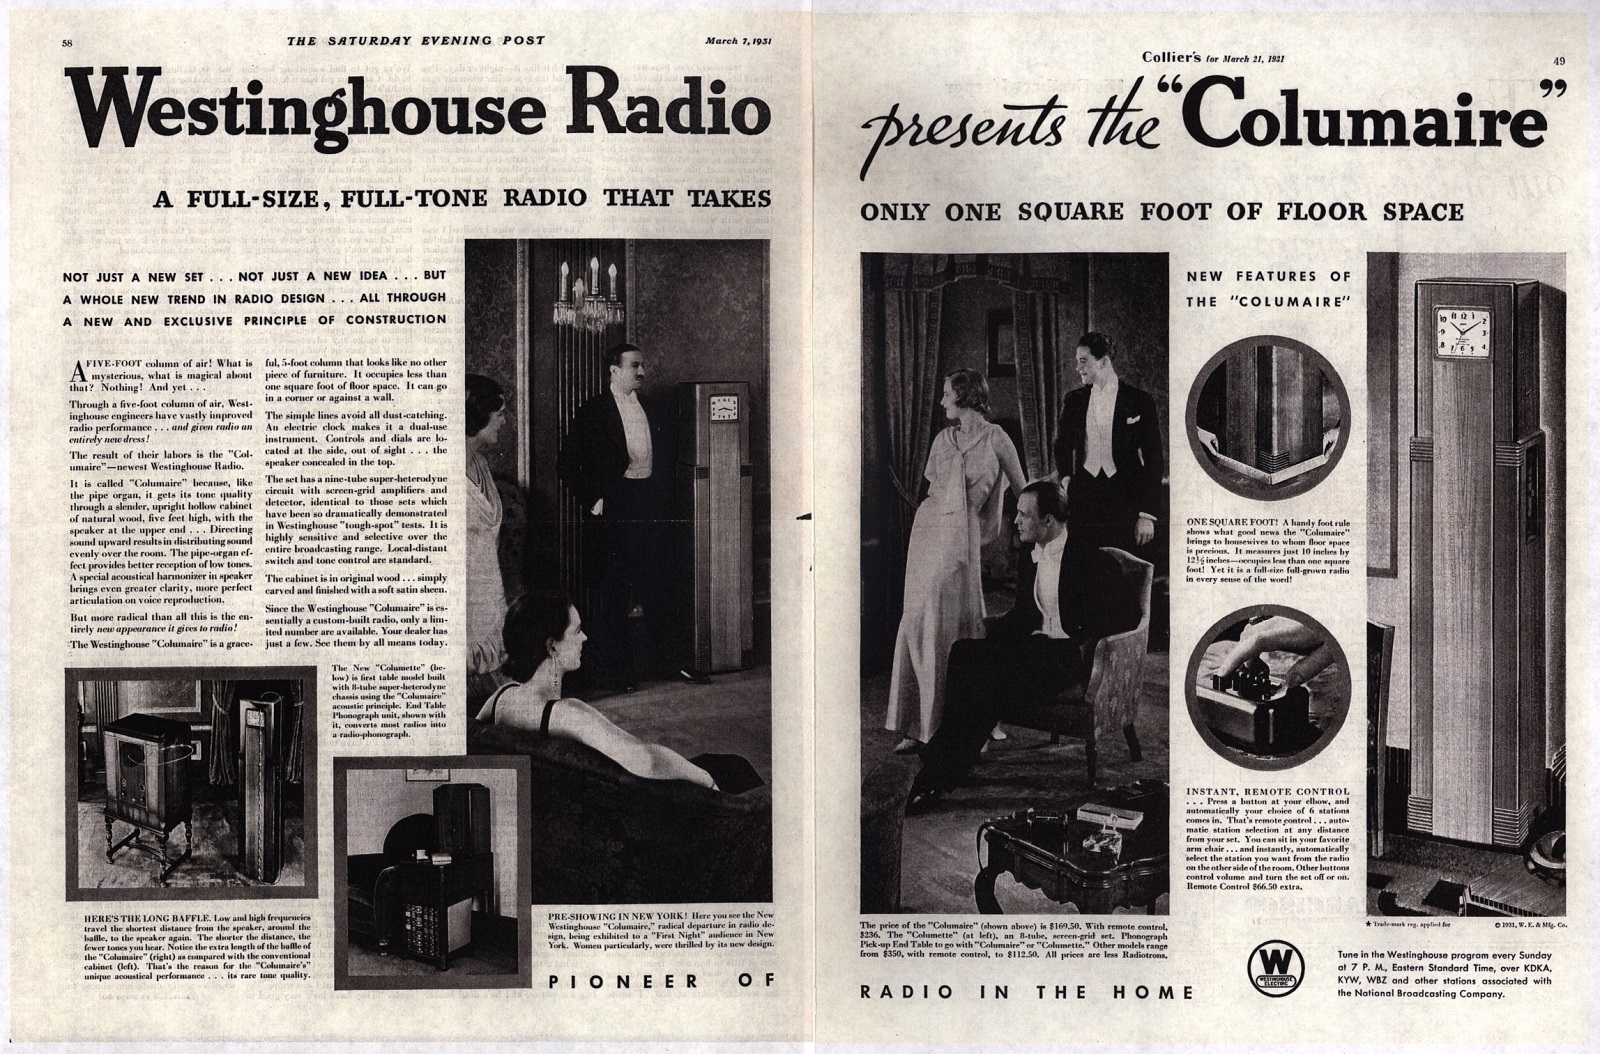 58
THE SATURDAY EVENING POST
March 7, 1931
Westinghouse Radio
A FULL-SIZE, FULL-TONE RADIO THAT TAKES
NOT JUST A NEW SET . . . NOT JUST A NEW IDEA . . . BUT
A WHOLE NEW TREND IN RADIO DESIGN . . . ALL THROUGH
A NEW AND EXCLUSIVE PRINCIPLE OF CONSTRUCTION
A FIVE-FOOT column of air! What is
mysterious, what is magical about
that? Nothing! And yet . . .
Through a five-foot column of air, West-
inghouse engineers have vastly improved
radio performance . . . and given radio an
entirely new dress!
The result of their labors is the "Col-
umaire"—newest Westinghouse Radio.
It is called "Columaire" because, like
the pipe organ, it gets its tone quality
through a slender, upright hollow cabinet
of natural wood, five feet high, with the
speaker at the upper end . . . Directing
sound upward results in distributing sound
evenly over the room. The pipe-organ ef-
fect provides better reception of low tones.
A special acoustical harmonizer in speaker
brings even greater clarity, more perfect
articulation on voice reproduction.
But more radical than all this is the en-
tirely new appearance it gives to radio!
The Westinghouse "Columaire" is a grace-
ful, 5-foot column that looks like no other
piece of furniture. It occupies less than
one square foot of floor space. It can go
in a corner or against a wall.
The simple lines avoid all dust-catching.
An electric clock makes it a dual-use
instrument. Controls and dials are lo-
cated at the side, out of sight . . . the
speaker concealed in the top.
The set has a nine-tube super-heterodyne
circuit with screen-grid amplifiers and
detector, identical to those sets which
have been so dramatically demonstrated
in Westinghouse "tough-spot" tests. It is
highly sensitive and selective over the
entire broadcasting range. Local-distant
switch and tone control are standard.
The cabinet is in original wood . . . simply
carved and finished with a soft satin sheen.
Since the Westinghouse "Columaire" is es-
sentially a custom-built radio, only a lim-
ited number are available. Your dealer has
just a few. See them by all means today.
The New "Columette" (be-
low) is first table model built
with 8-tube super-heterodyne
chassis using the "Columaire"
acoustic principle. End Table
Phonograph unit, shown with
it, converts most radios into
a radio-phonograph.
HERE'S THE LONG BAFFLE. Low and high frequencies
travel the shortest distance from the speaker, around the
baffle, to the speaker again. The shorter the distance, the
fewer tones you hear. Notice the extra length of the baffle of
the "Columaire" (right) as compared with the conventional
cabinet (left). That's the reason for the "Columaire's"
unique acoustical performance . . . its rare tone quality.
PRE-SHOWING IN NEW YORK! Here you see the New
Westinghouse "Columaire," radical departure in radio de-
sign, being exhibited to a "First Night" audience in New
York. Women particularly, were thrilled by its new design.
PIONEER OF
Collier's for March 21, 1931
49
presents the "Columaire"
ONLY ONE SQUARE FOOT OF FLOOR SPACE
NEW FEATURES OF
THE "COLUMAIRE"
ONE SQUARE FOOT! A handy foot rule
shows what good news the "Columaire"
brings to housewives to whom floor space
is precious. It measures just 10 inches by
12½ inches—occupies less than one square
foot! Yet it is a full-size full-grown radio
in every sense of the word!
INSTANT, REMOTE CONTROL
. . . Press a button at your elbow, and
automatically your choice of 6 stations
comes in. That's remote control . . . auto-
matic station selection at any distance
from your set. You can sit in your favorite
arm chair . . . and instantly, automatically
select the station you want from the radio
on the other side of the room. Other buttons
control volume and turn the set off or on.
Remote Control $66.50 extra.
The price of the "Columaire" (shown above) is $169.50. With remote control,
$236. The "Columette" (at left), an 8-tube, screen-grid set. Phonograph
Pick-up End Table to go with "Columaire" or "Columette." Other models range
from $350, with remote control, to $112.50. All prices are less Radiotrons.
★ Trade-mark reg. applied for
© 1931, W. E. & Mfg. Co.
RADIO IN THE HOME
W
WESTINGHOUSE
ELECTRIC
Tune in the Westinghouse program every Sunday
at 7 P. M., Eastern Standard Time, over KDKA,
KYW, WBZ and other stations associated with
the National Broadcasting Company.